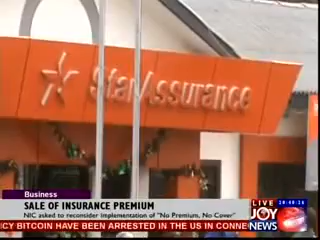 StarAssurance
Business
SALE OF INSURANCE PREMIUM
NIC asked to reconsider implementation of "No Premium, No Cover"
LIVE
JOY
NEWS
ICY BITCOIN HAVE BEEN ARRESTED IN THE US IN CONNE